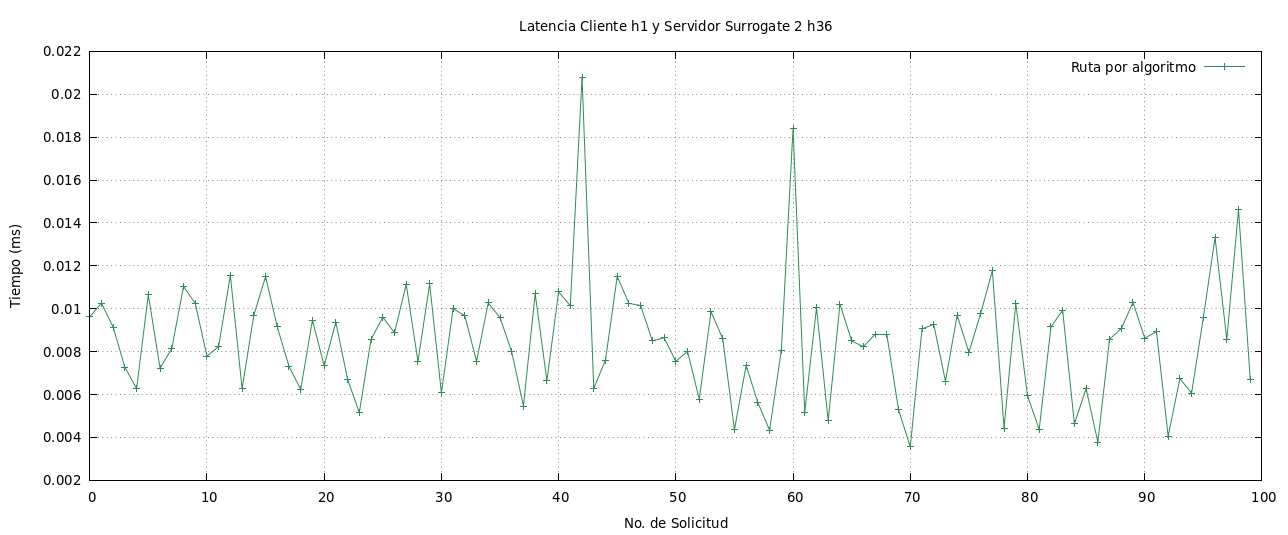 Latencia Cliente h1 y Servidor Surrogate 2 h36
Ruta por algoritmo
Tiempo (ms)
0.022
0.02
0.018
0.016
0.014
0.012
0.01
0.008
0.006
0.004
0.002
0 10 20 30 40 50 60 70 80 90 100
No. de Solicitud